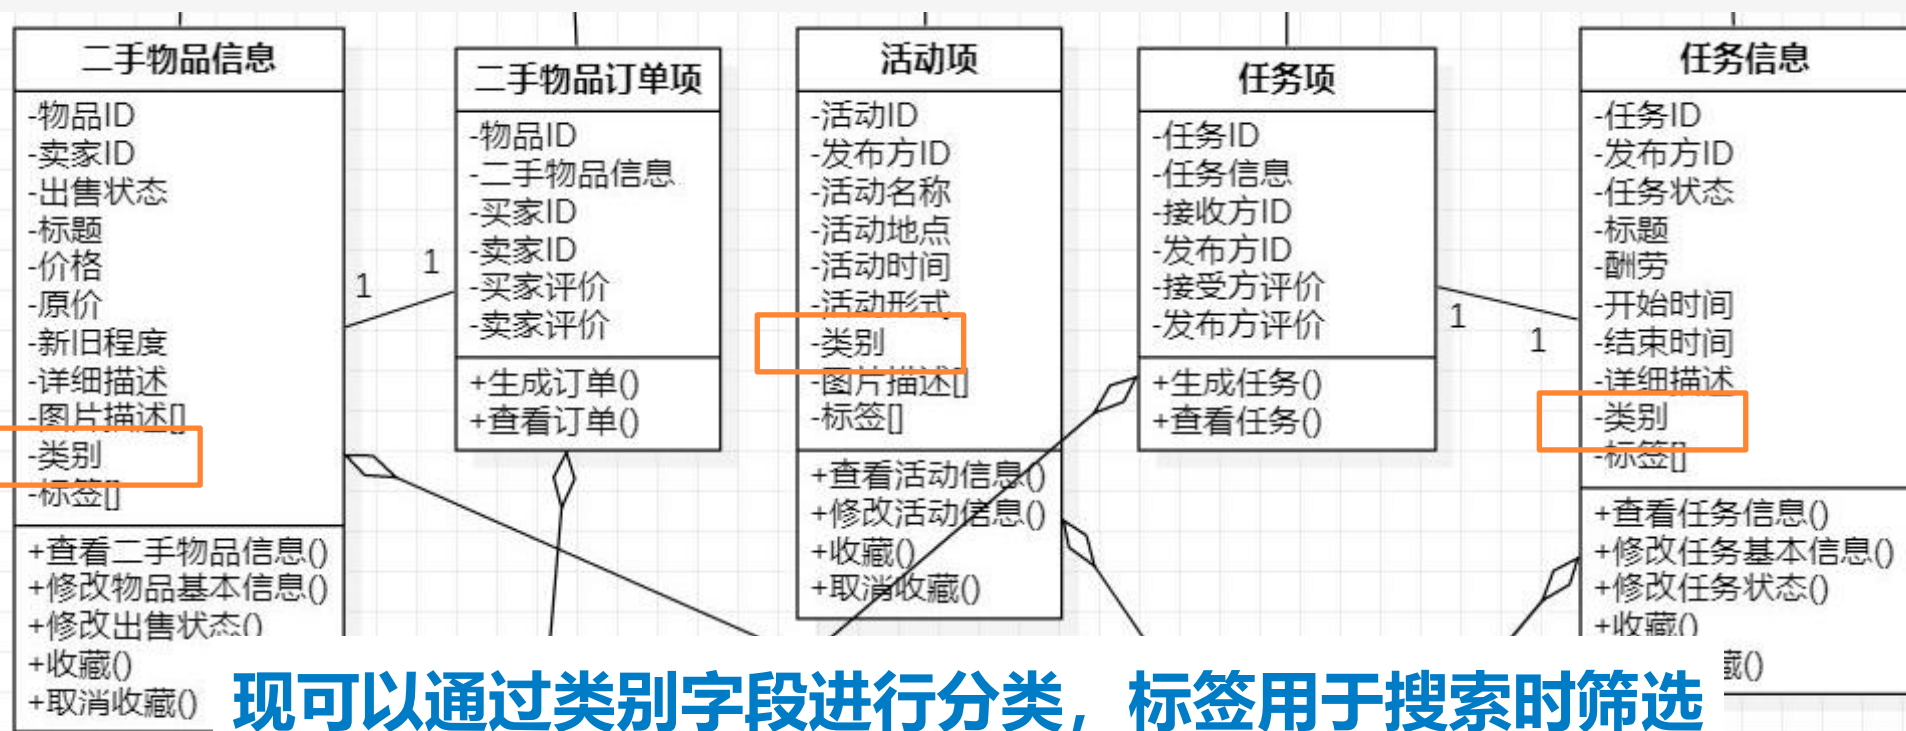 二手物品信息
-物品ID
-卖家ID
-出售状态
-标题
-价格
-原价
-新旧程度
-详细描述
-图片描述[]
-类别
-标签[]
+查看二手物品信息()
+修改物品基本信息()
+修改出售状态()
+收藏()
+取消收藏()
1
1
二手物品订单项
-物品ID
-二手物品信息
-买家ID
-卖家ID
-买家评价
-卖家评价
+生成订单()
+查看订单()
活动项
-活动ID
-发布方ID
-活动名称
-活动地点
-活动时间
-活动形式
-类别
-图片描述[]
-标签[]
+查看活动信息()
+修改活动信息()
+收藏()
+取消收藏()
任务项
-任务ID
-任务信息
-接收方ID
-发布方ID
-接受方评价
-发布方评价
+生成任务()
+查看任务()
1
1
任务信息
-任务ID
-发布方ID
-任务状态
-标题
-酬劳
-开始时间
-结束时间
-详细描述
-类别
-标签[]
+查看任务信息()
+修改任务基本信息()
+修改任务状态()
+收藏()
藏()
现可以通过类别字段进行分类，标签用于搜索时筛选